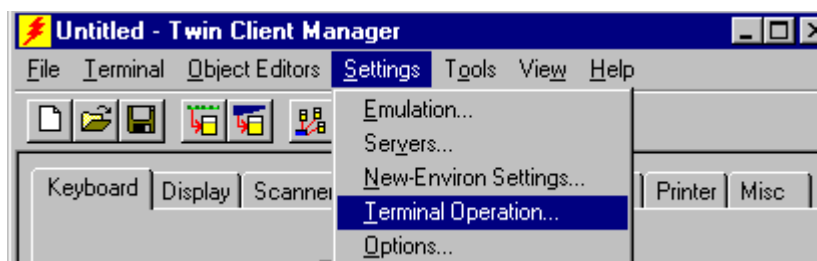 Untitled - Twin Client Manager
File Terminal Object Editors Settings Tools View Help
Emulation...
Servers...
New-Environ Settings...
Terminal Operation...
Options...
Keyboard Display Scanner Printer Misc